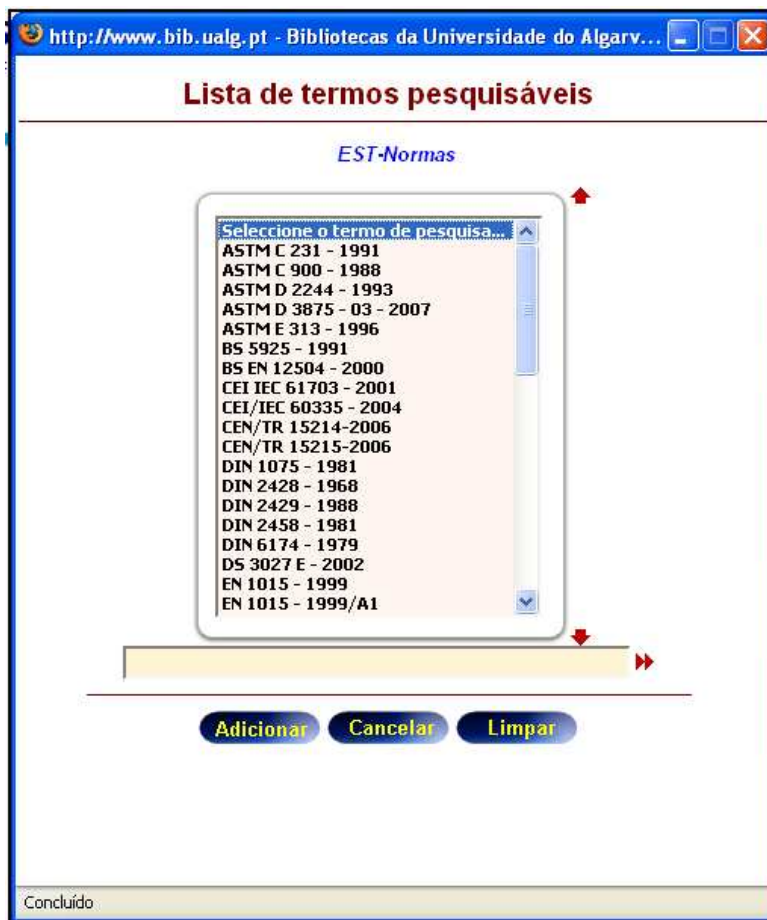 http://www.bib.ualg.pt - Bibliotecas da Universidade do Algarv...
Lista de termos pesquisáveis
EST-Normas
Seleccione o termo de pesquisa...
ASTM C 231 - 1991
ASTM C 900 - 1988
ASTM D 2244 - 1993
ASTM D 3875 - 03 - 2007
ASTM E 313 - 1996
BS 5925 - 1991
BS EN 12504 - 2000
CEI IEC 61703 - 2001
CEI/IEC 60335 - 2004
CEN/TR 15214-2006
CEN/TR 15215-2006
DIN 1075 - 1981
DIN 2428 - 1968
DIN 2429 - 1988
DIN 2458 - 1981
DIN 6174 - 1979
DS 3027 E - 2002
EN 1015 - 1999
EN 1015 - 1999/A1
Adicionar Cancelar Limpar
Concluído